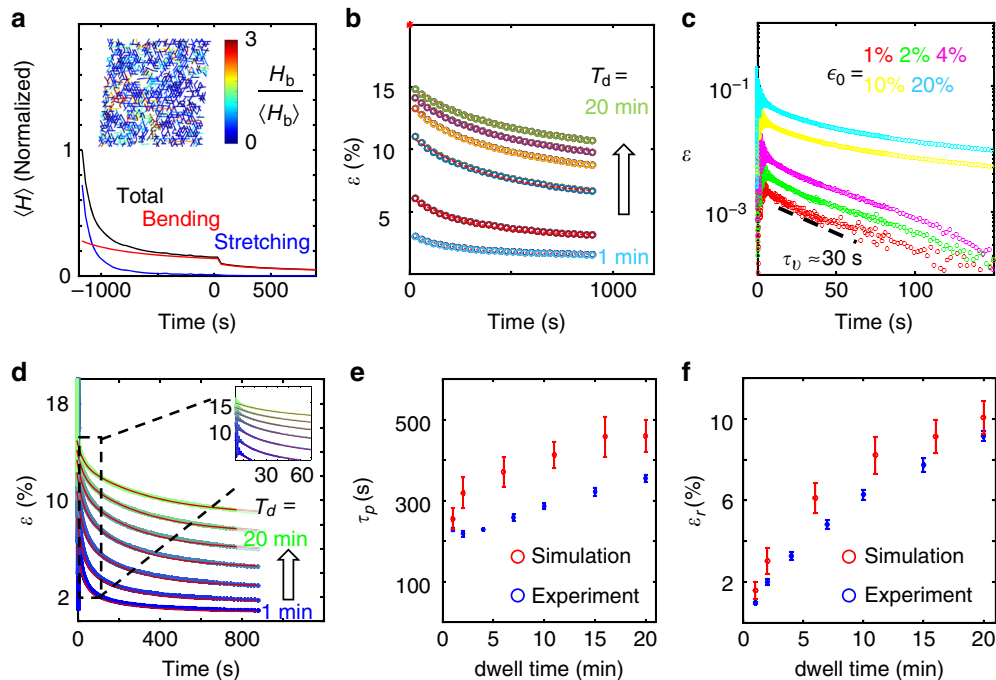 a
⟨H⟩ (Normalized)
1
0
3
0
H_b
⟨H_b⟩
Total
Bending
Stretching
−1000
0
500
Time (s)
b
ε (%)
15
10
5
T_d =
20 min
1 min
0
900
Time (s)
c
ε
10^−1
10^−3
1% 2% 4%
ϵ_0 =
10% 20%
τ_υ ≈30 s
0
50
100
Time (s)
d
ε (%)
18
10
2
15
10
30
60
T_d =
20 min
1 min
0
400
800
Time (s)
e
τ_p (s)
500
300
100
Simulation
Experiment
0
5
10
15
20
dwell time (min)
f
ε_r (%)
10
6
2
Simulation
Experiment
0
5
10
15
20
dwell time (min)